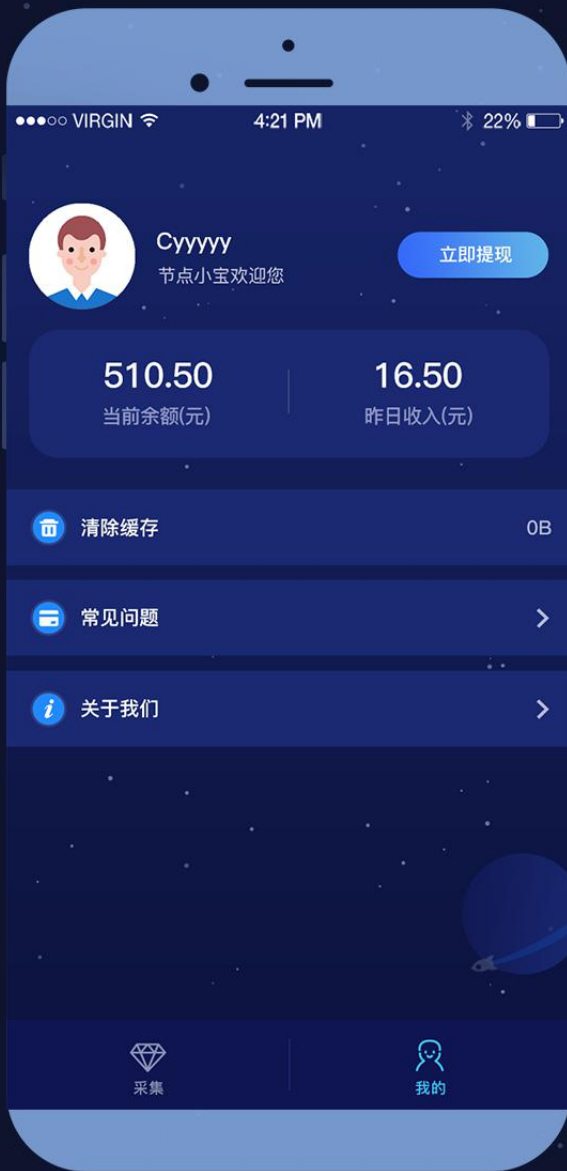 VIRGIN 4:21 PM 22%
Cyyyyy
立即提现
节点小宝欢迎您
510.50 16.50
当前余额(元) 昨日收入(元)
清除缓存 0B
常见问题
关于我们
采集 我的